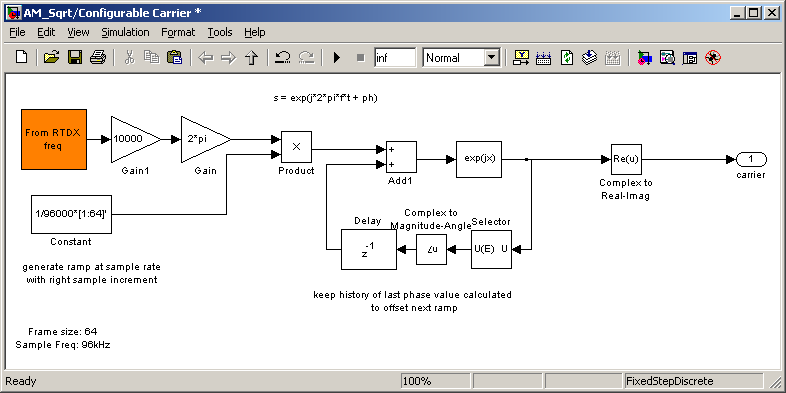 AM_Sqrt/Configurable Carrier *
File Edit View Simulation Format Tools Help
inf Normal
s = exp(j*2*pi*f*t + ph)
From RTDX
freq
10000
Gain1
2*pi
Gain
×
Product
+
+
Add1
exp(jx)
Re(u)
Complex to
Real-Imag
1
carrier
1/96000*[1:64]'
Constant
generate ramp at sample rate
with right sample increment
Delay
z-1
Complex to
Magnitude-Angle
∠u
Selector
U(E) U
keep history of last phase value calculated
to offset next ramp
Frame size: 64
Sample Freq: 96kHz
Ready 100% FixedStepDiscrete